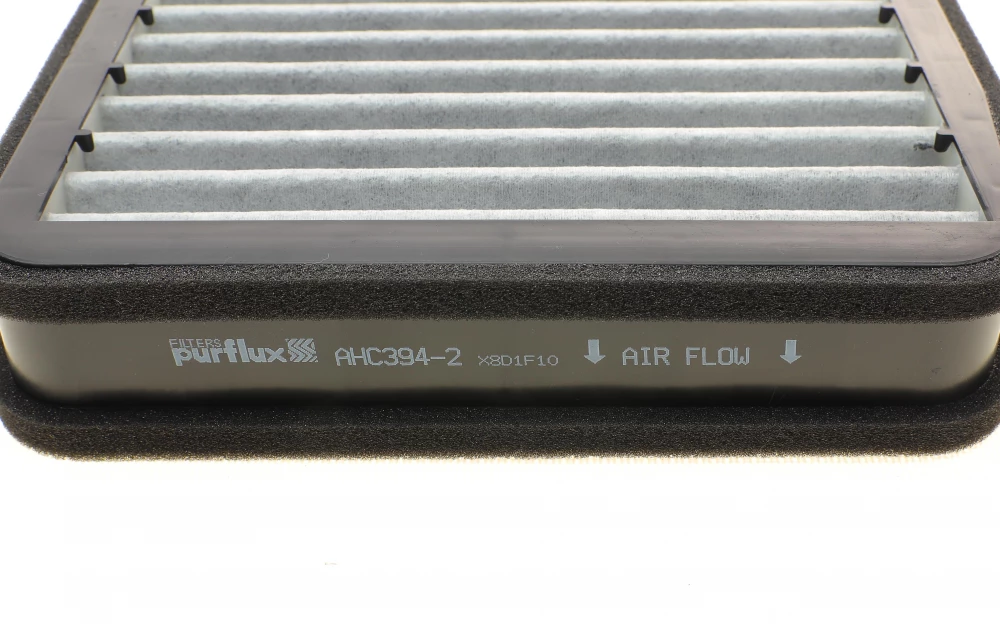 FILTERS
purflux AHC394-2 X8D1F10 ↓ AIR FLOW ↓